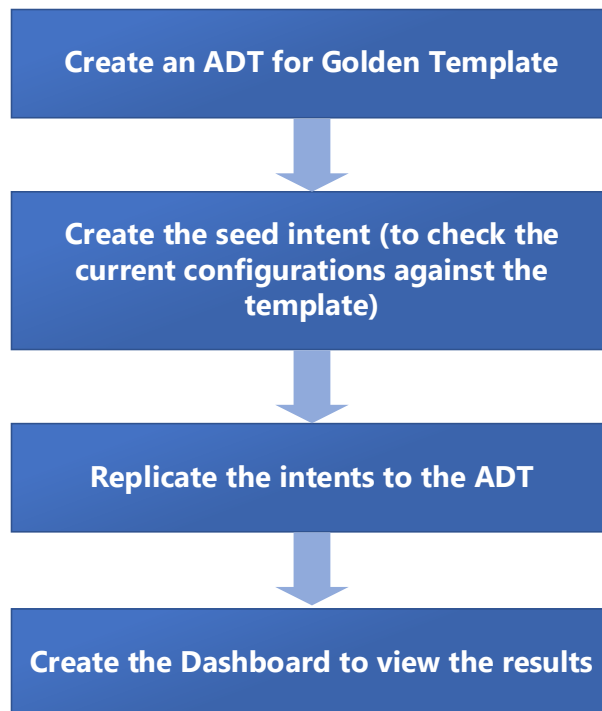 Create an ADT for Golden Template
Create the seed intent (to check the
current configurations against the
template)
Replicate the intents to the ADT
Create the Dashboard to view the results